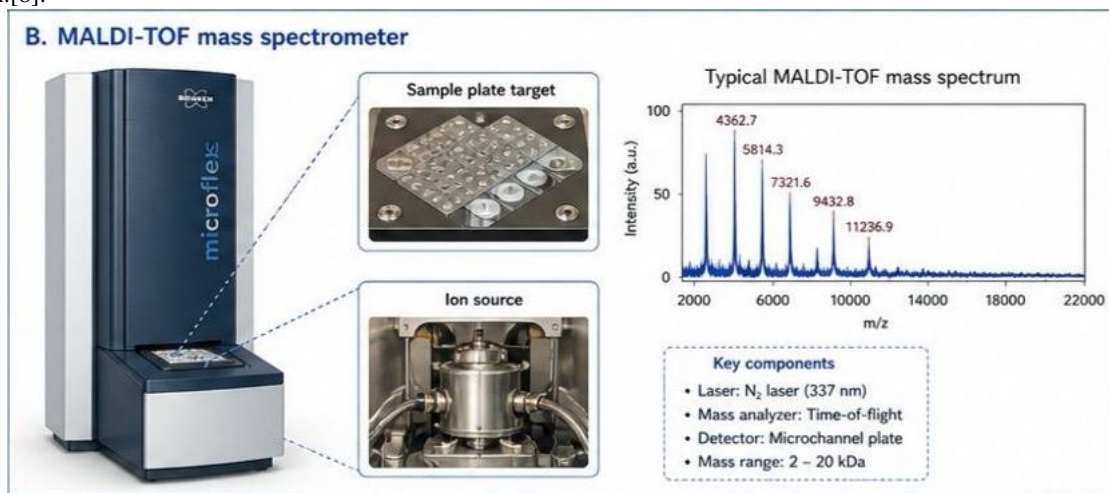 B. MALDI-TOF mass spectrometer
microflex
Sample plate target
Ion source
Typical MALDI-TOF mass spectrum
Intensity (a.u.)
100
50
0
4362.7
5814.3
7321.6
9432.8
11236.9
2000 6000 10000 14000 18000 22000
m/z
Key components
• Laser: N₂ laser (337 nm)
• Mass analyzer: Time-of-flight
• Detector: Microchannel plate
• Mass range: 2 – 20 kDa